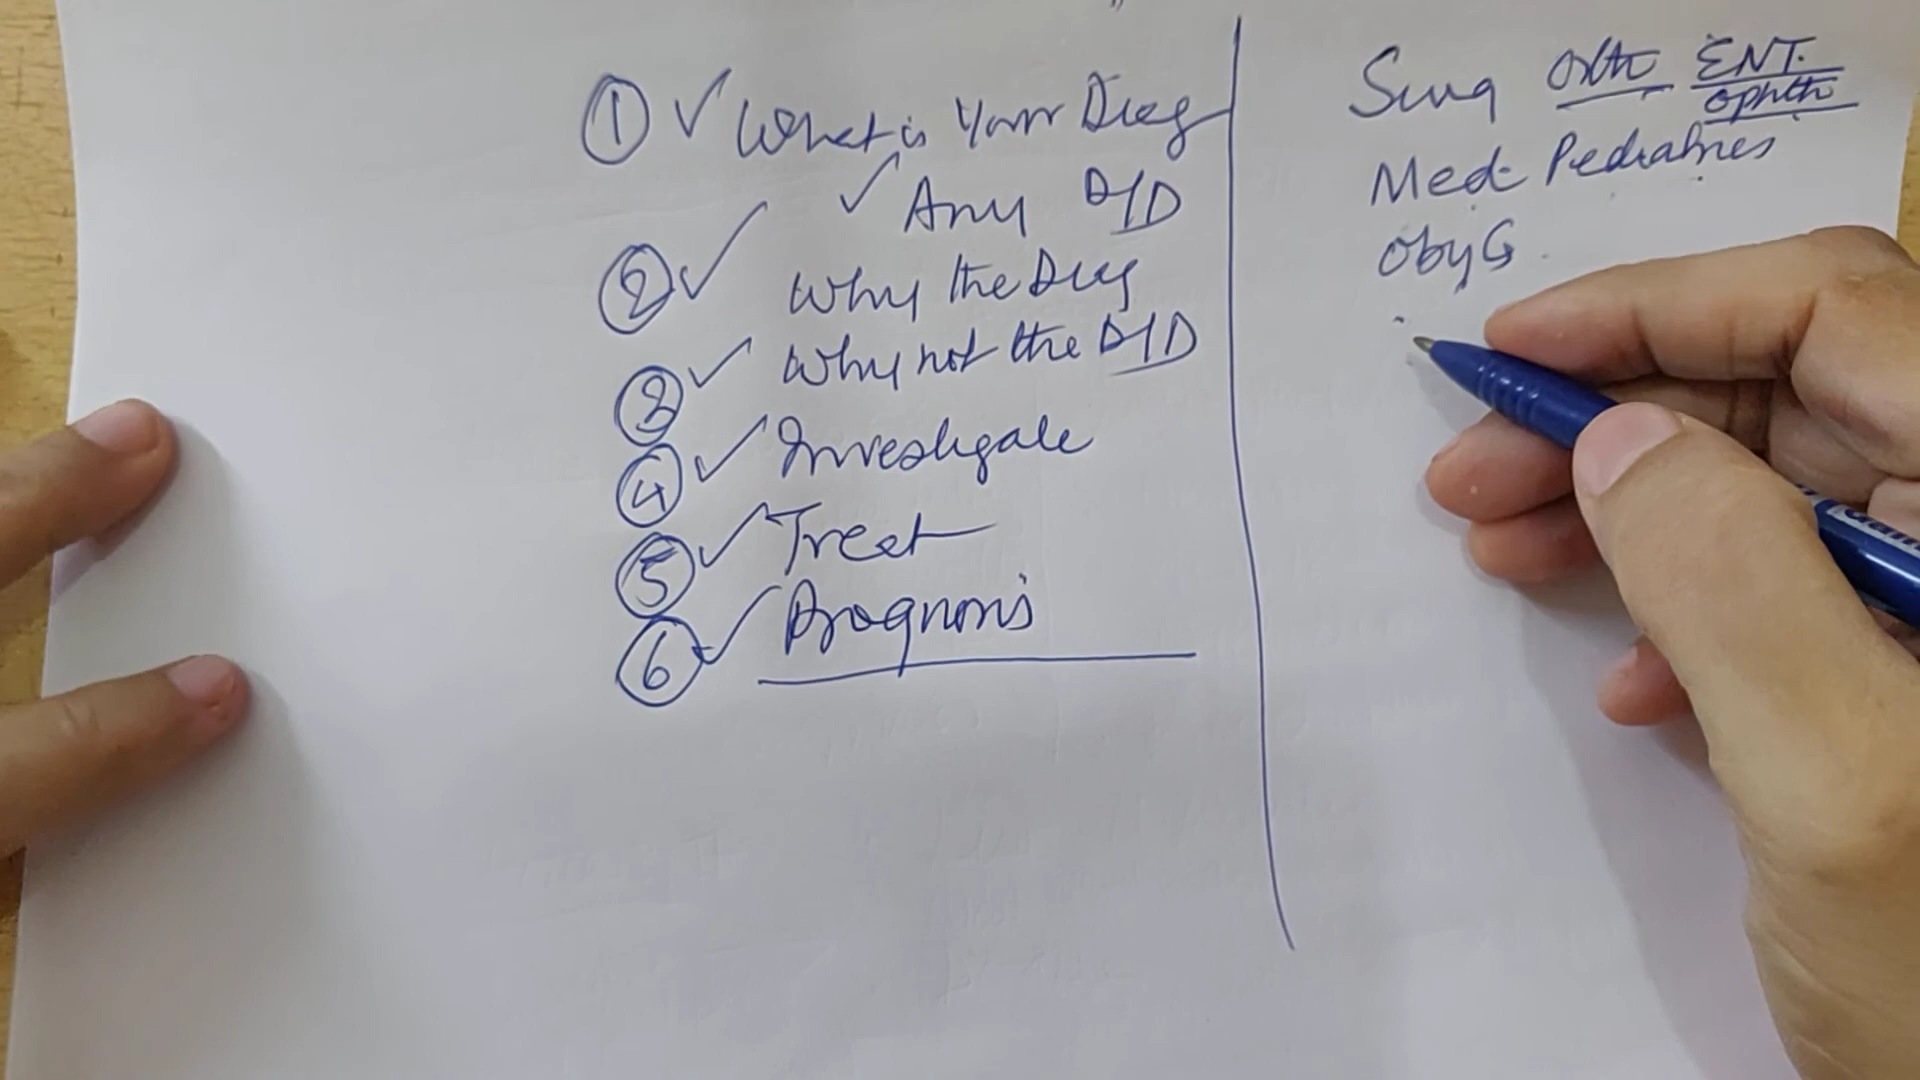 ① ✓ What is Your Diag
✓ Any D/D
② ✓ Why the Diag
③ ✓ Why not the D/D
④ ✓ Investigate
⑤ ✓ Treat
⑥ ✓ Prognosis
Surg Orth ENT.
ophth
Med Pediatrics
ObyG